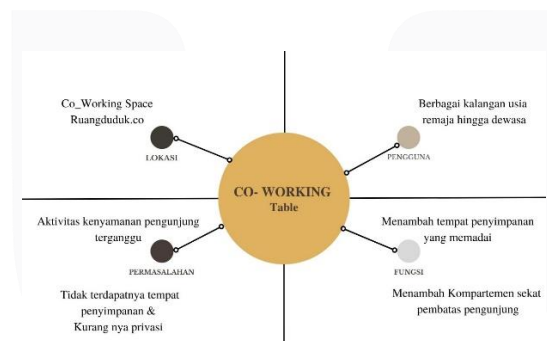 Co_Working Space
Ruangduduk.co
LOKASI
Berbagai kalangan usia
remaja hingga dewasa
PENGGUNA
CO- WORKING
Table
Aktivitas kenyamanan pengunjung
terganggu
PERMASALAHAN
Tidak terdapatnya tempat
penyimpanan &
Kurang nya privasi
Menambah tempat penyimpanan
yang memadai
FUNGSI
Menambah Kompartemen sekat
pembatas pengunjung